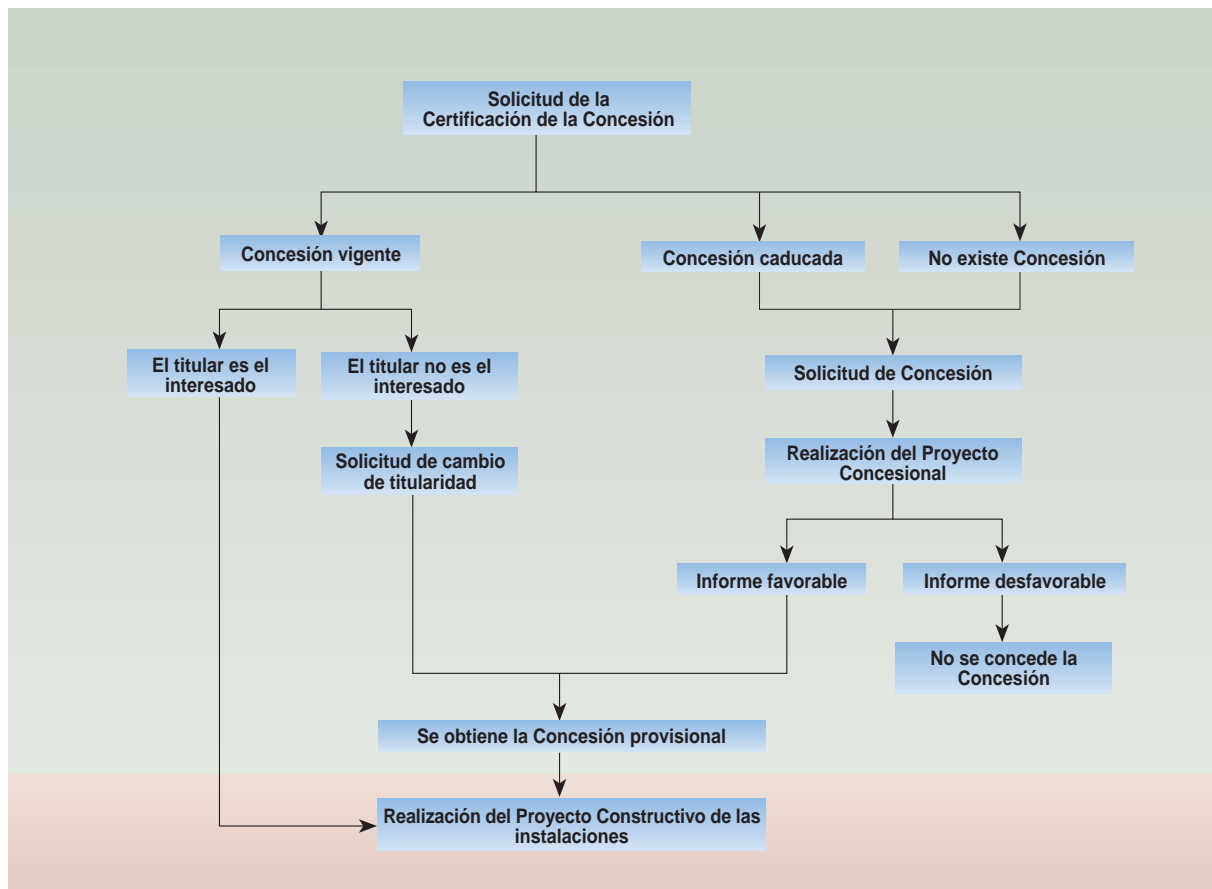 Solicitud de la
Certificación de la Concesión
Concesión vigente
Concesión caducada
No existe Concesión
El titular es el
interesado
El titular no es el
interesado
Solicitud de Concesión
Solicitud de cambio
de titularidad
Realización del Proyecto
Concesional
Informe favorable
Informe desfavorable
No se concede la
Concesión
Se obtiene la Concesión provisional
Realización del Proyecto Constructivo de las
instalaciones